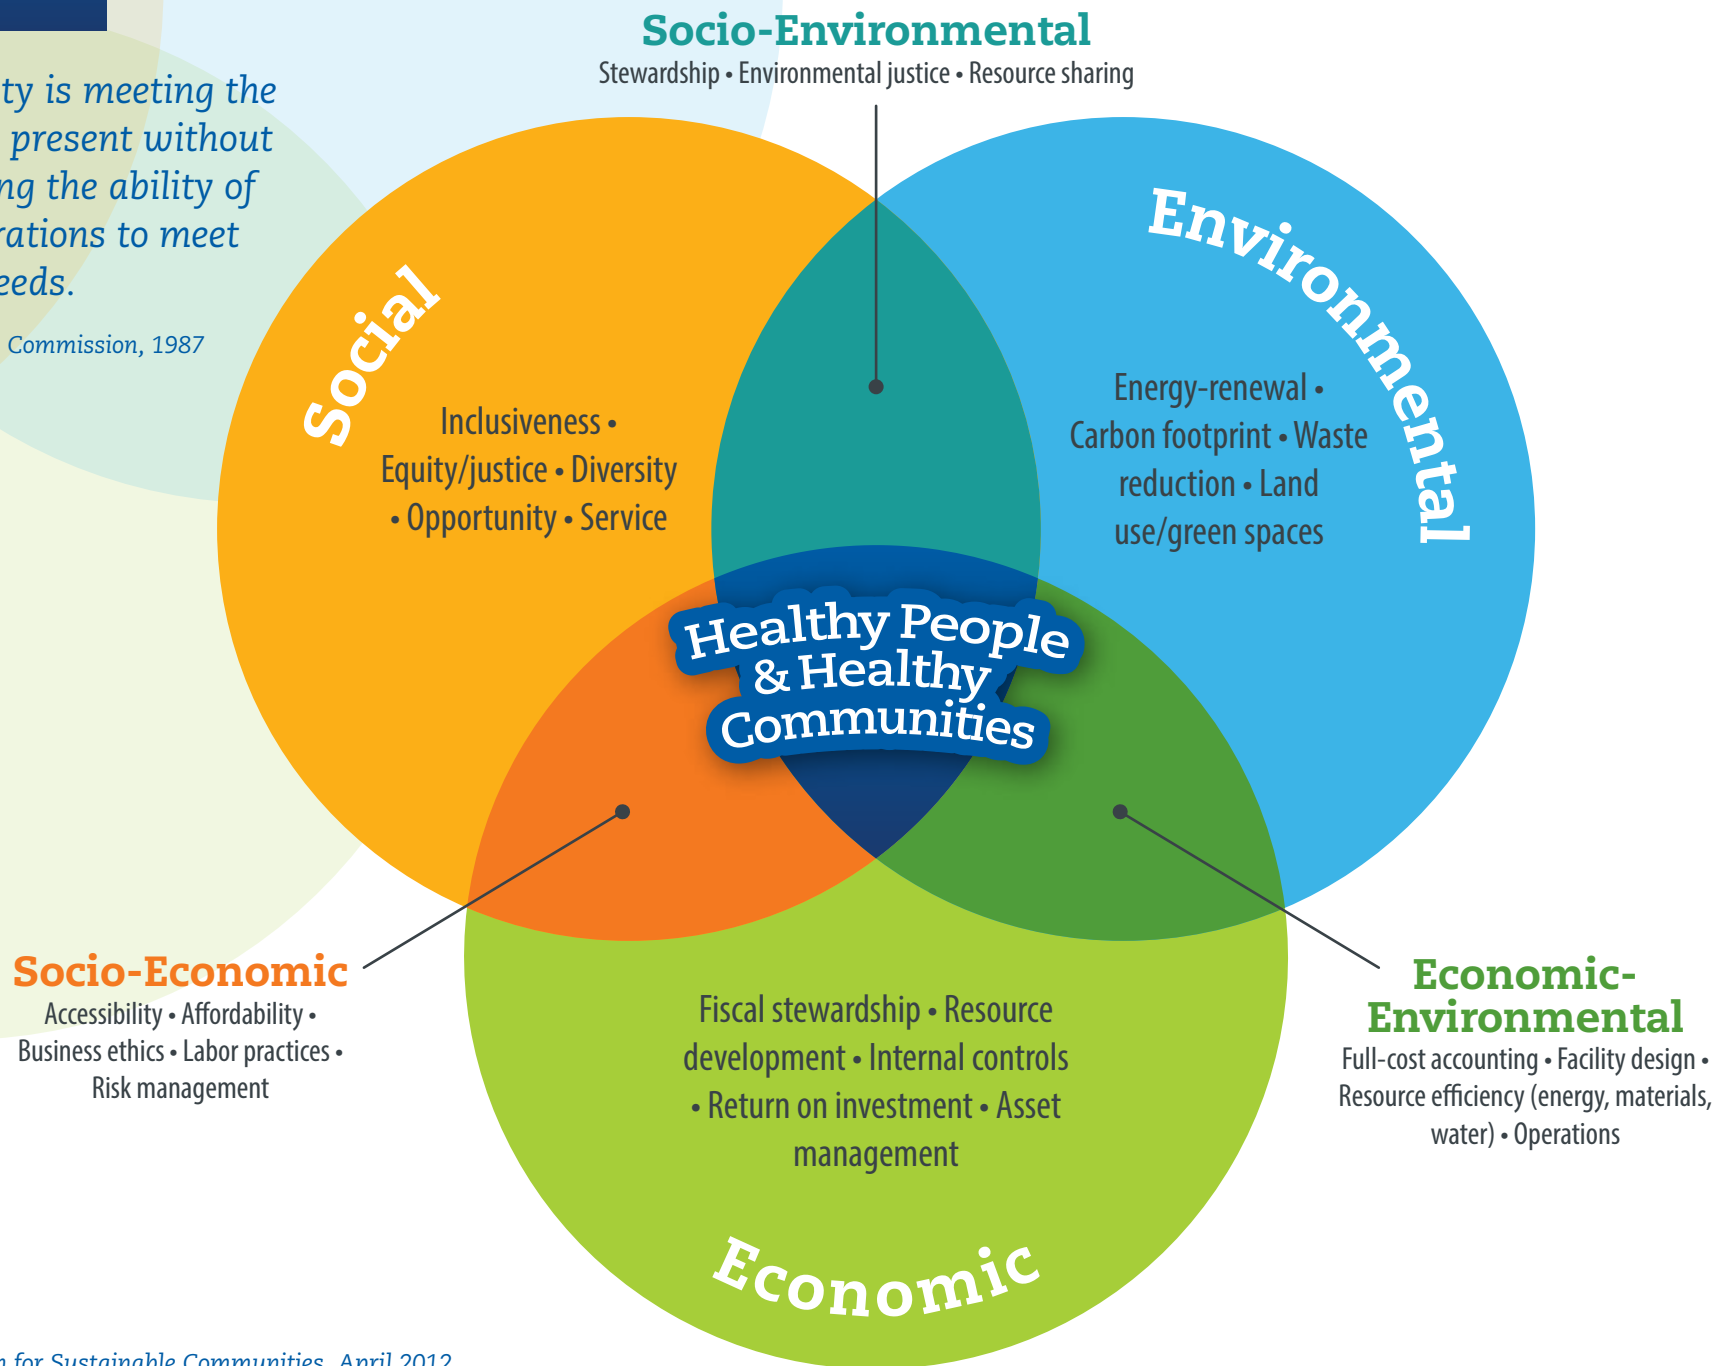 Socio-Environmental
Stewardship • Environmental justice • Resource sharing
ty is meeting the
present without
ng the ability of
rations to meet
eeds.
Commission, 1987
Social
Inclusiveness •
Equity/justice • Diversity
• Opportunity • Service
Environmental
Energy-renewal •
Carbon footprint • Waste
reduction • Land
use/green spaces
Healthy People
& Healthy
Communities
Socio-Economic
Accessibility • Affordability •
Business ethics • Labor practices •
Risk management
Economic-
Environmental
Full-cost accounting • Facility design •
Resource efficiency (energy, materials,
water) • Operations
Fiscal stewardship • Resource
development • Internal controls
• Return on investment • Asset
management
Economic
n for Sustainable Communities, April 2012